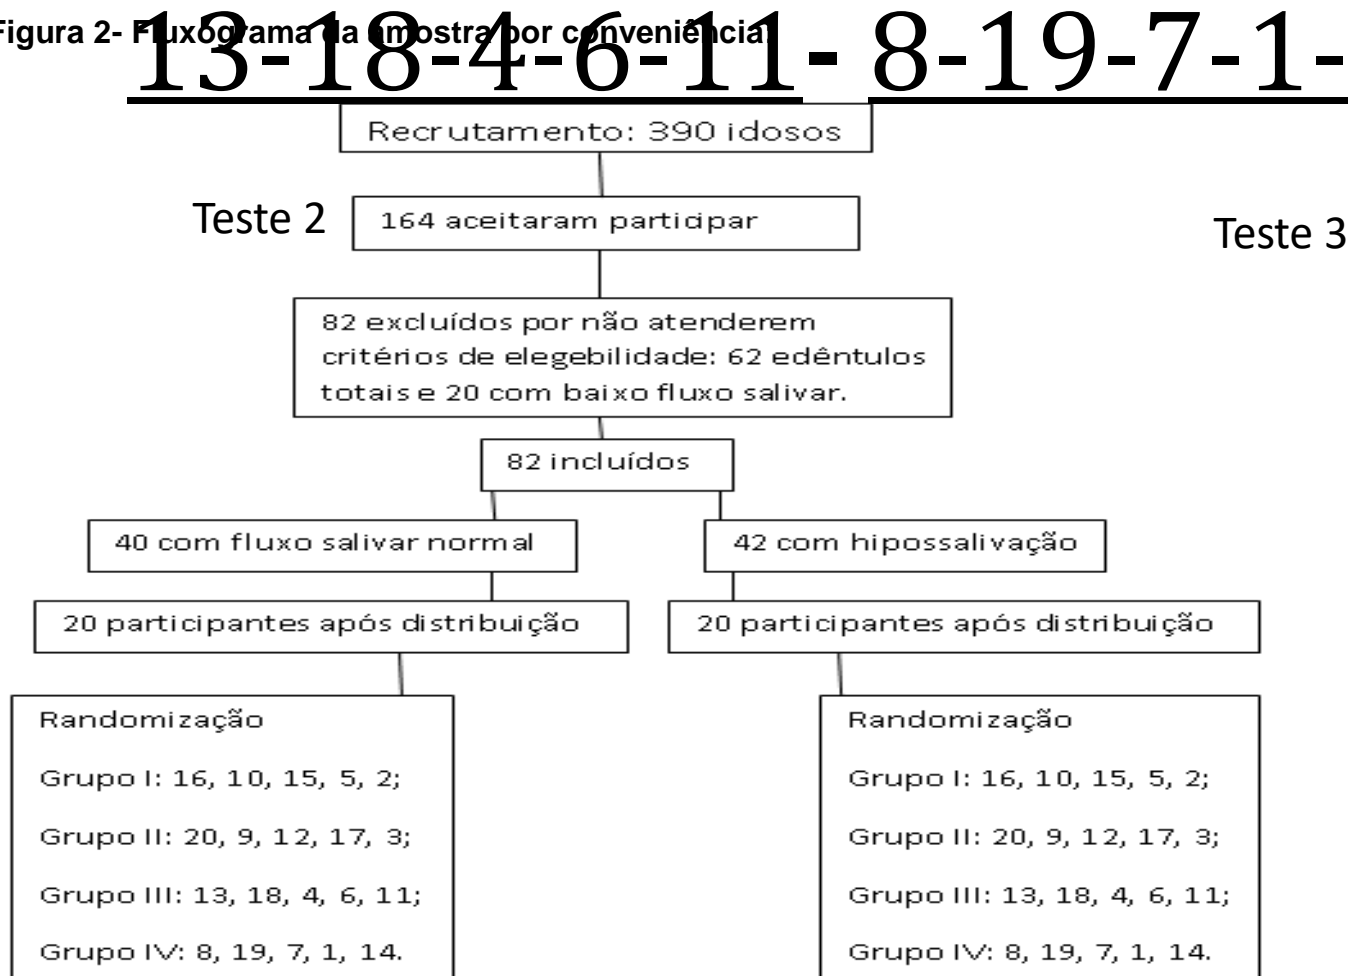 Figura 2- Fluxograma da amostra por conveniência.
13-18-4-6-11- 8-19-7-1-
Recrutamento: 390 idosos
Teste 2
164 aceitaram participar
Teste 3
82 excluídos por não atenderem
critérios de elegebilidade: 62 edêntulos
totais e 20 com baixo fluxo salivar.
82 incluídos
40 com fluxo salivar normal
42 com hipossalivação
20 participantes após distribuição
20 participantes após distribuição
Randomização
Grupo I: 16, 10, 15, 5, 2;
Grupo II: 20, 9, 12, 17, 3;
Grupo III: 13, 18, 4, 6, 11;
Grupo IV: 8, 19, 7, 1, 14.
Randomização
Grupo I: 16, 10, 15, 5, 2;
Grupo II: 20, 9, 12, 17, 3;
Grupo III: 13, 18, 4, 6, 11;
Grupo IV: 8, 19, 7, 1, 14.